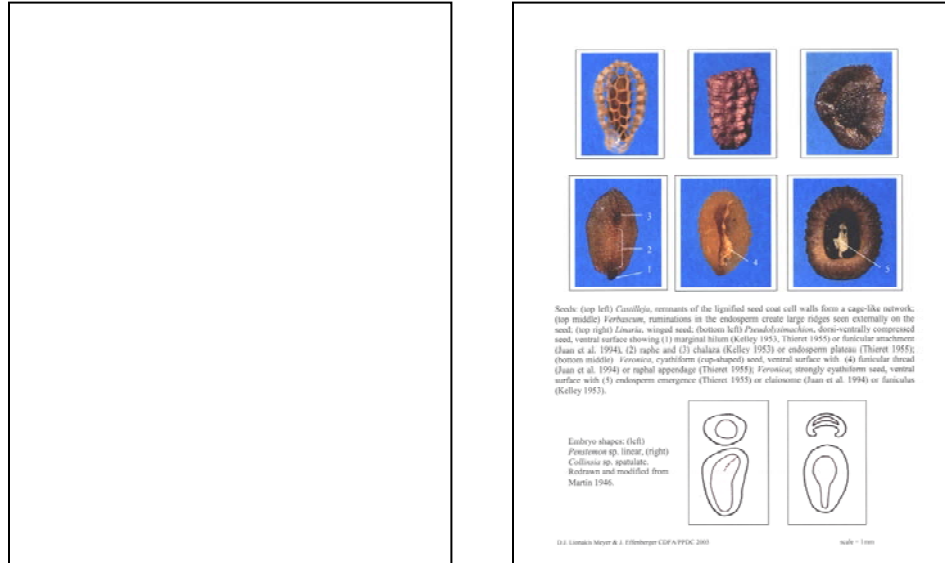 3
2
1
4
5
Seeds: (top left) Castilleja, remnants of the lignified seed coat cell walls form a cage-like network;
(top middle) Verbascum, ruminations in the endosperm create large ridges seen externally on the
seed; (top right) Linaria, winged seed; (bottom left) Pseudolysimachion, dorsi-ventrally compressed
seed, ventral surface showing (1) marginal hilum (Kelley 1953, Thieret 1955) or funicular attachment
(Juan et al. 1994), (2) raphe and (3) chalaza (Kelley 1953) or endosperm plateau (Thieret 1955);
(bottom middle) Veronica, cyathiform (cup-shaped) seed, ventral surface with (4) funicular thread
(Juan et al. 1994) or raphal appendage (Thieret 1955); Veronica; strongly cyathiform seed, ventral
surface with (5) endosperm emergence (Thieret 1955) or elaiosome (Juan et al. 1994) or funiculus
(Kelley 1953).
Embryo shapes: (left)
Penstemon sp. linear, (right)
Collinsia sp. spatulate.
Redrawn and modified from
Martin 1946.
D.J. Lionakis Meyer & J. Effenberger CDFA/PPDC 2003
scale = 1mm